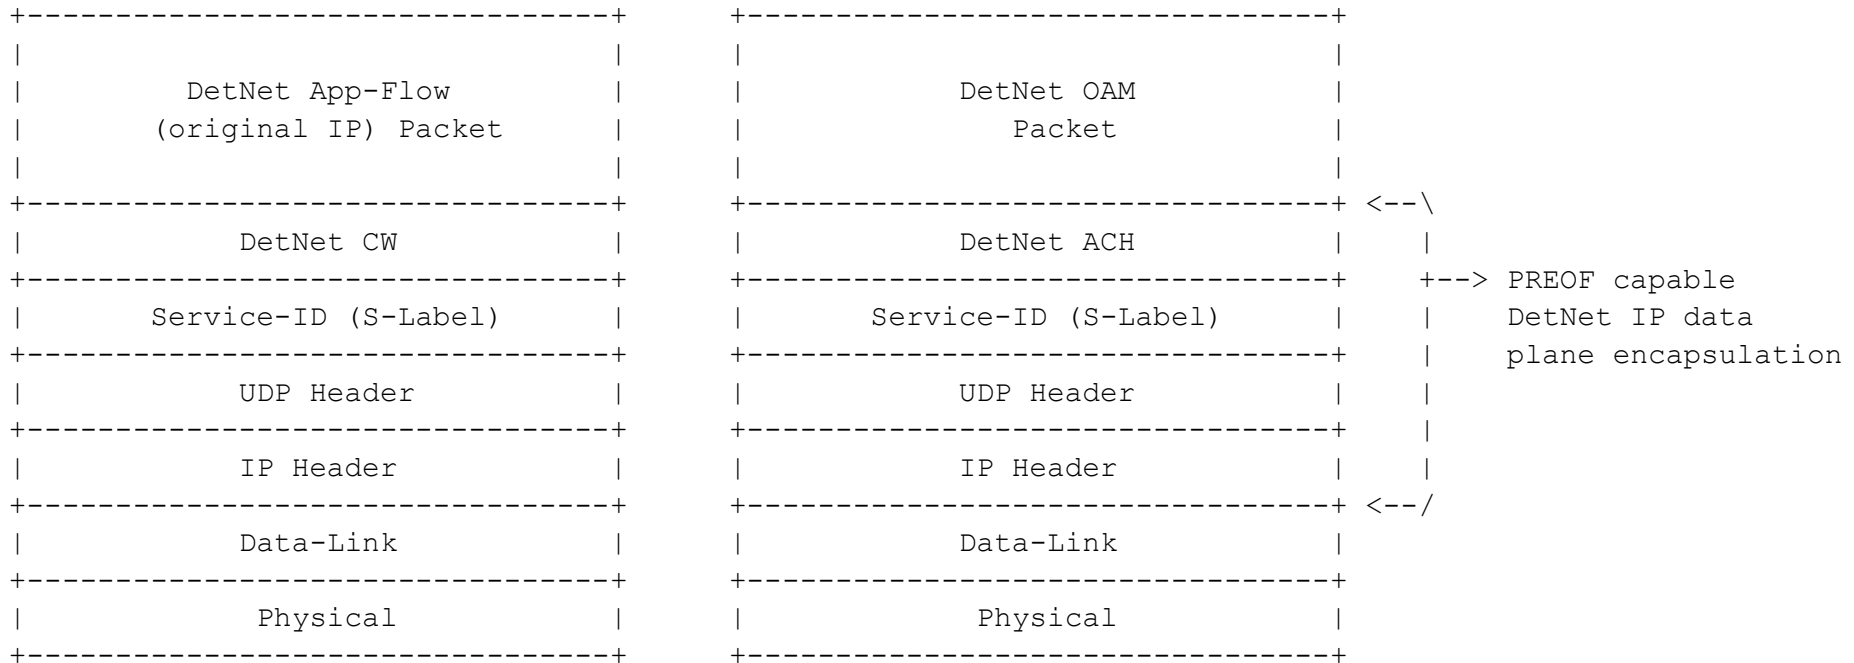 +---------------------------------+      +---------------------------------+
|                                 |      |                                 |
|         DetNet App-Flow         |      |            DetNet OAM           |
|       (original IP) Packet      |      |               Packet            |
|                                 |      |                                 |
+---------------------------------+      +---------------------------------+ <--\
|            DetNet CW            |      |            DetNet ACH           |    |
+---------------------------------+      +---------------------------------+    +--> PREOF capable
|       Service-ID (S-Label)      |      |       Service-ID (S-Label)      |    |    DetNet IP data
+---------------------------------+      +---------------------------------+    |    plane encapsulation
|            UDP Header           |      |            UDP Header           |    |
+---------------------------------+      +---------------------------------+    |
|            IP Header            |      |            IP Header            |    |
+---------------------------------+      +---------------------------------+ <--/
|            Data-Link            |      |            Data-Link            |
+---------------------------------+      +---------------------------------+
|             Physical            |      |             Physical            |
+---------------------------------+      +---------------------------------+